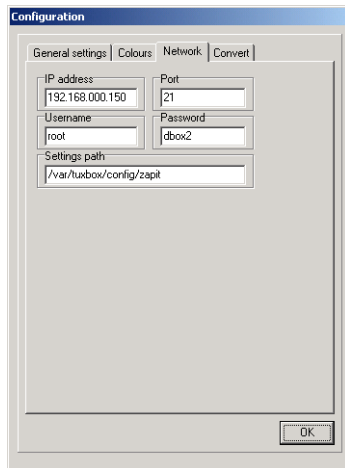 Configuration
General settings Colours Network Convert
IP address Port
192.168.000.150 21
Username Password
root dbox2
Settings path
/var/tuxbox/config/zapit
OK